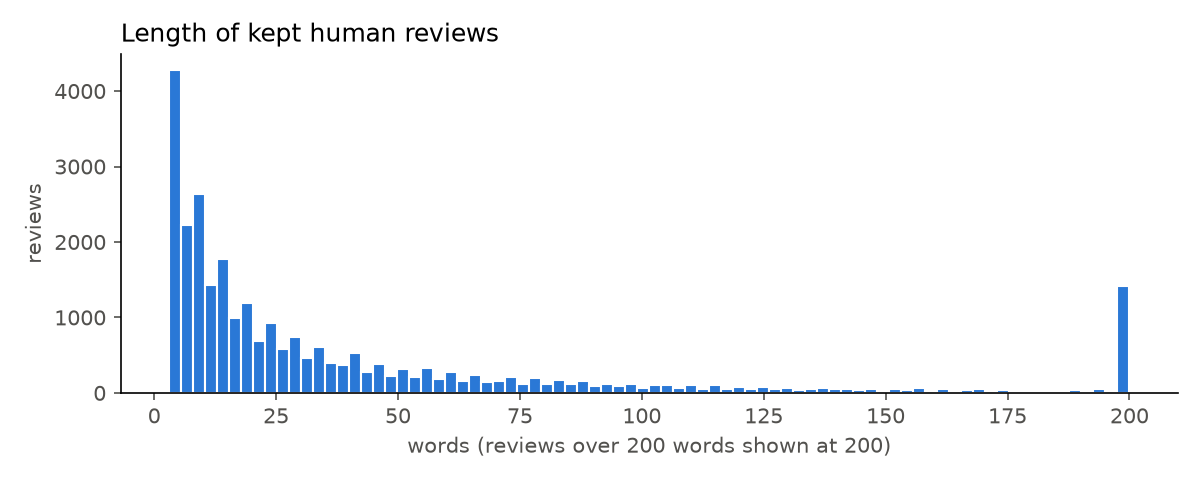 Length of kept human reviews
4000
3000
2000
1000
0
reviews
0 25 50 75 100 125 150 175 200
words (reviews over 200 words shown at 200)